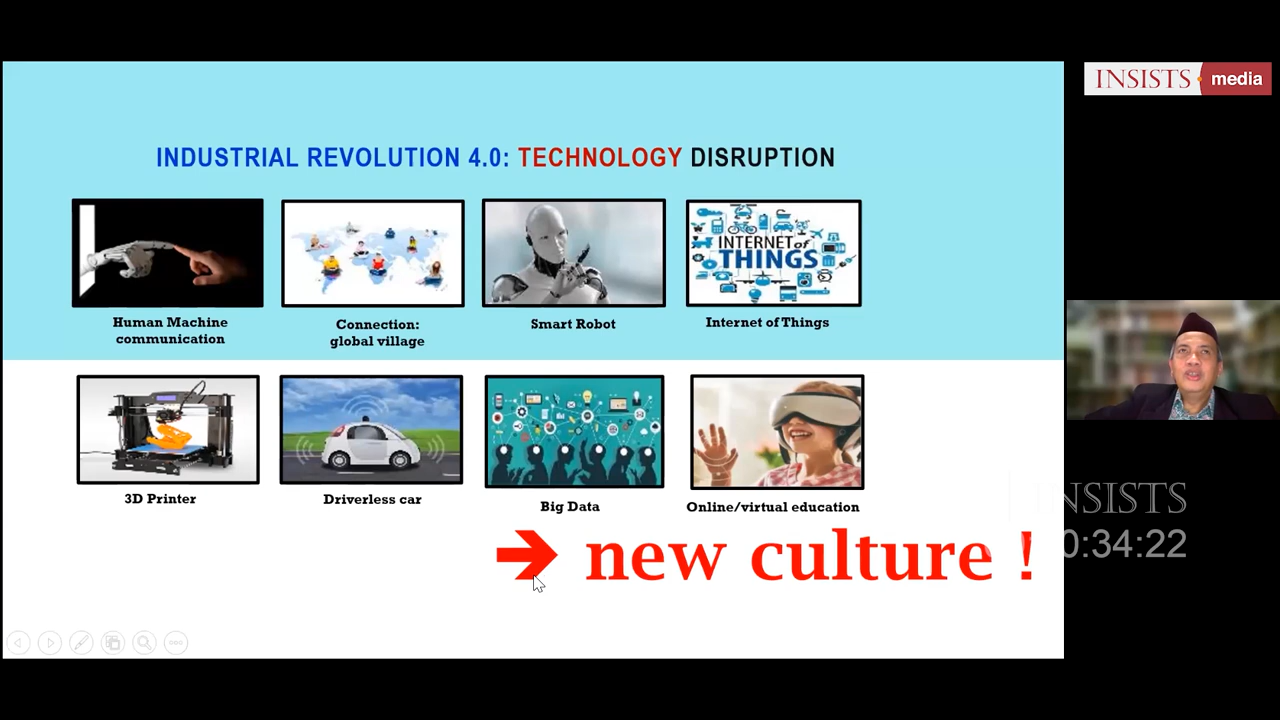 INSISTS media
INDUSTRIAL REVOLUTION 4.0: TECHNOLOGY DISRUPTION
INTERNET of
THINGS
Human Machine
communication
Connection:
global village
Smart Robot
Internet of Things
3D Printer
Driverless car
Big Data
Online/virtual education
→ new culture !
NSISTS
0:34:22